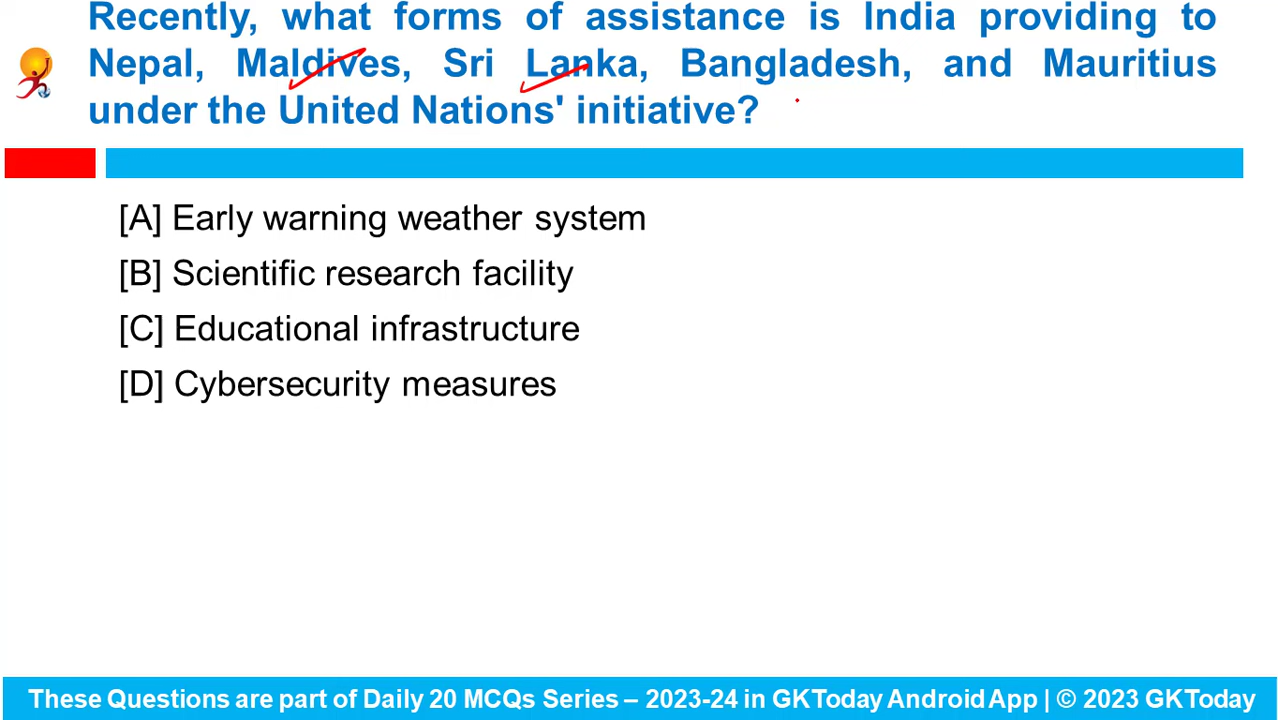 Recently, what forms of assistance is India providing to
Nepal, Maldives, Sri Lanka, Bangladesh, and Mauritius
under the United Nations' initiative?
[A] Early warning weather system
[B] Scientific research facility
[C] Educational infrastructure
[D] Cybersecurity measures
These Questions are part of Daily 20 MCQs Series – 2023-24 in GKToday Android App | © 2023 GKToday